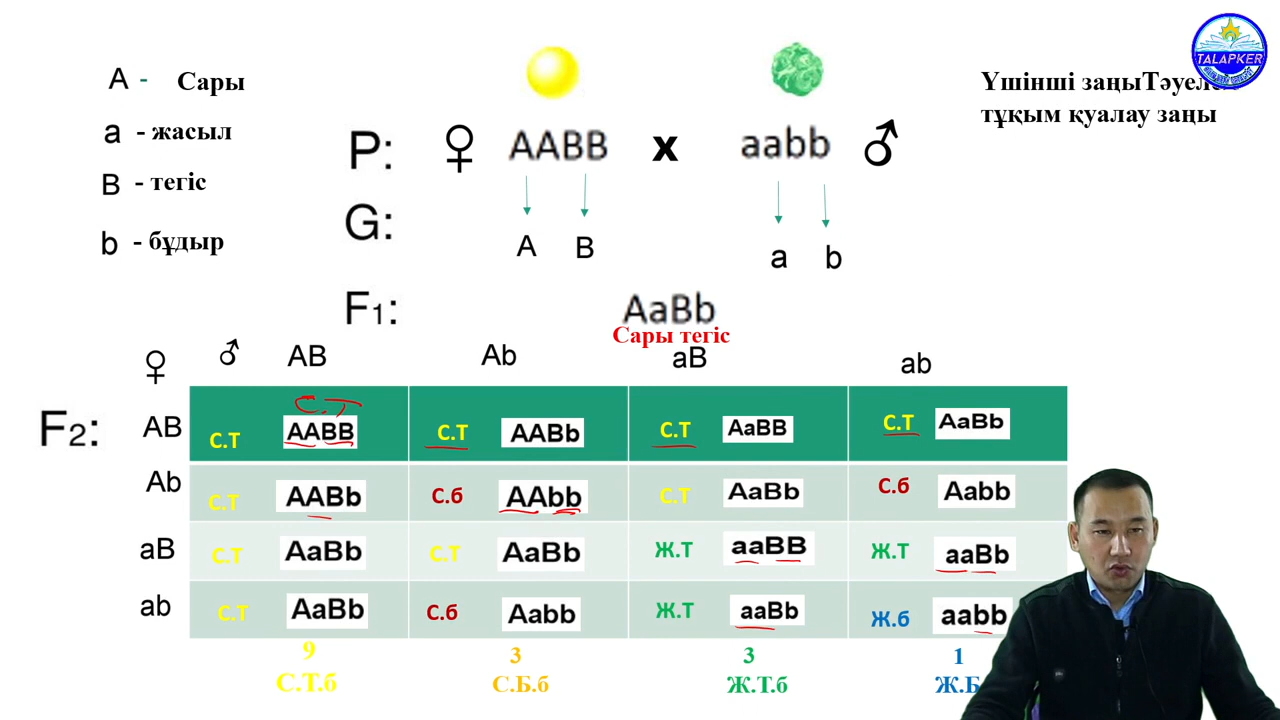 A - Сары
a - жасыл
B - тегіс
b - бұдыр
P: ♀ AABB x aabb ♂
G: A B a b
F1: AaBb
Сары тегіс
TALAPKER
Үшінші заңы
тұқым қуалау заңы
♀ ♂ AB Ab aB ab
F2: AB С.Т AABB С.Т AABb С.Т AaBB С.Т AaBb
С.Т
Ab С.Т AABb С.б AAbb С.Т AaBb С.б Aabb
aB С.Т AaBb С.Т AaBb Ж.Т aaBB Ж.Т aaBb
ab С.Т AaBb С.б Aabb Ж.Т aaBb Ж.б aabb
9 3 3 1
С.Т.б С.Б.б Ж.Т.б